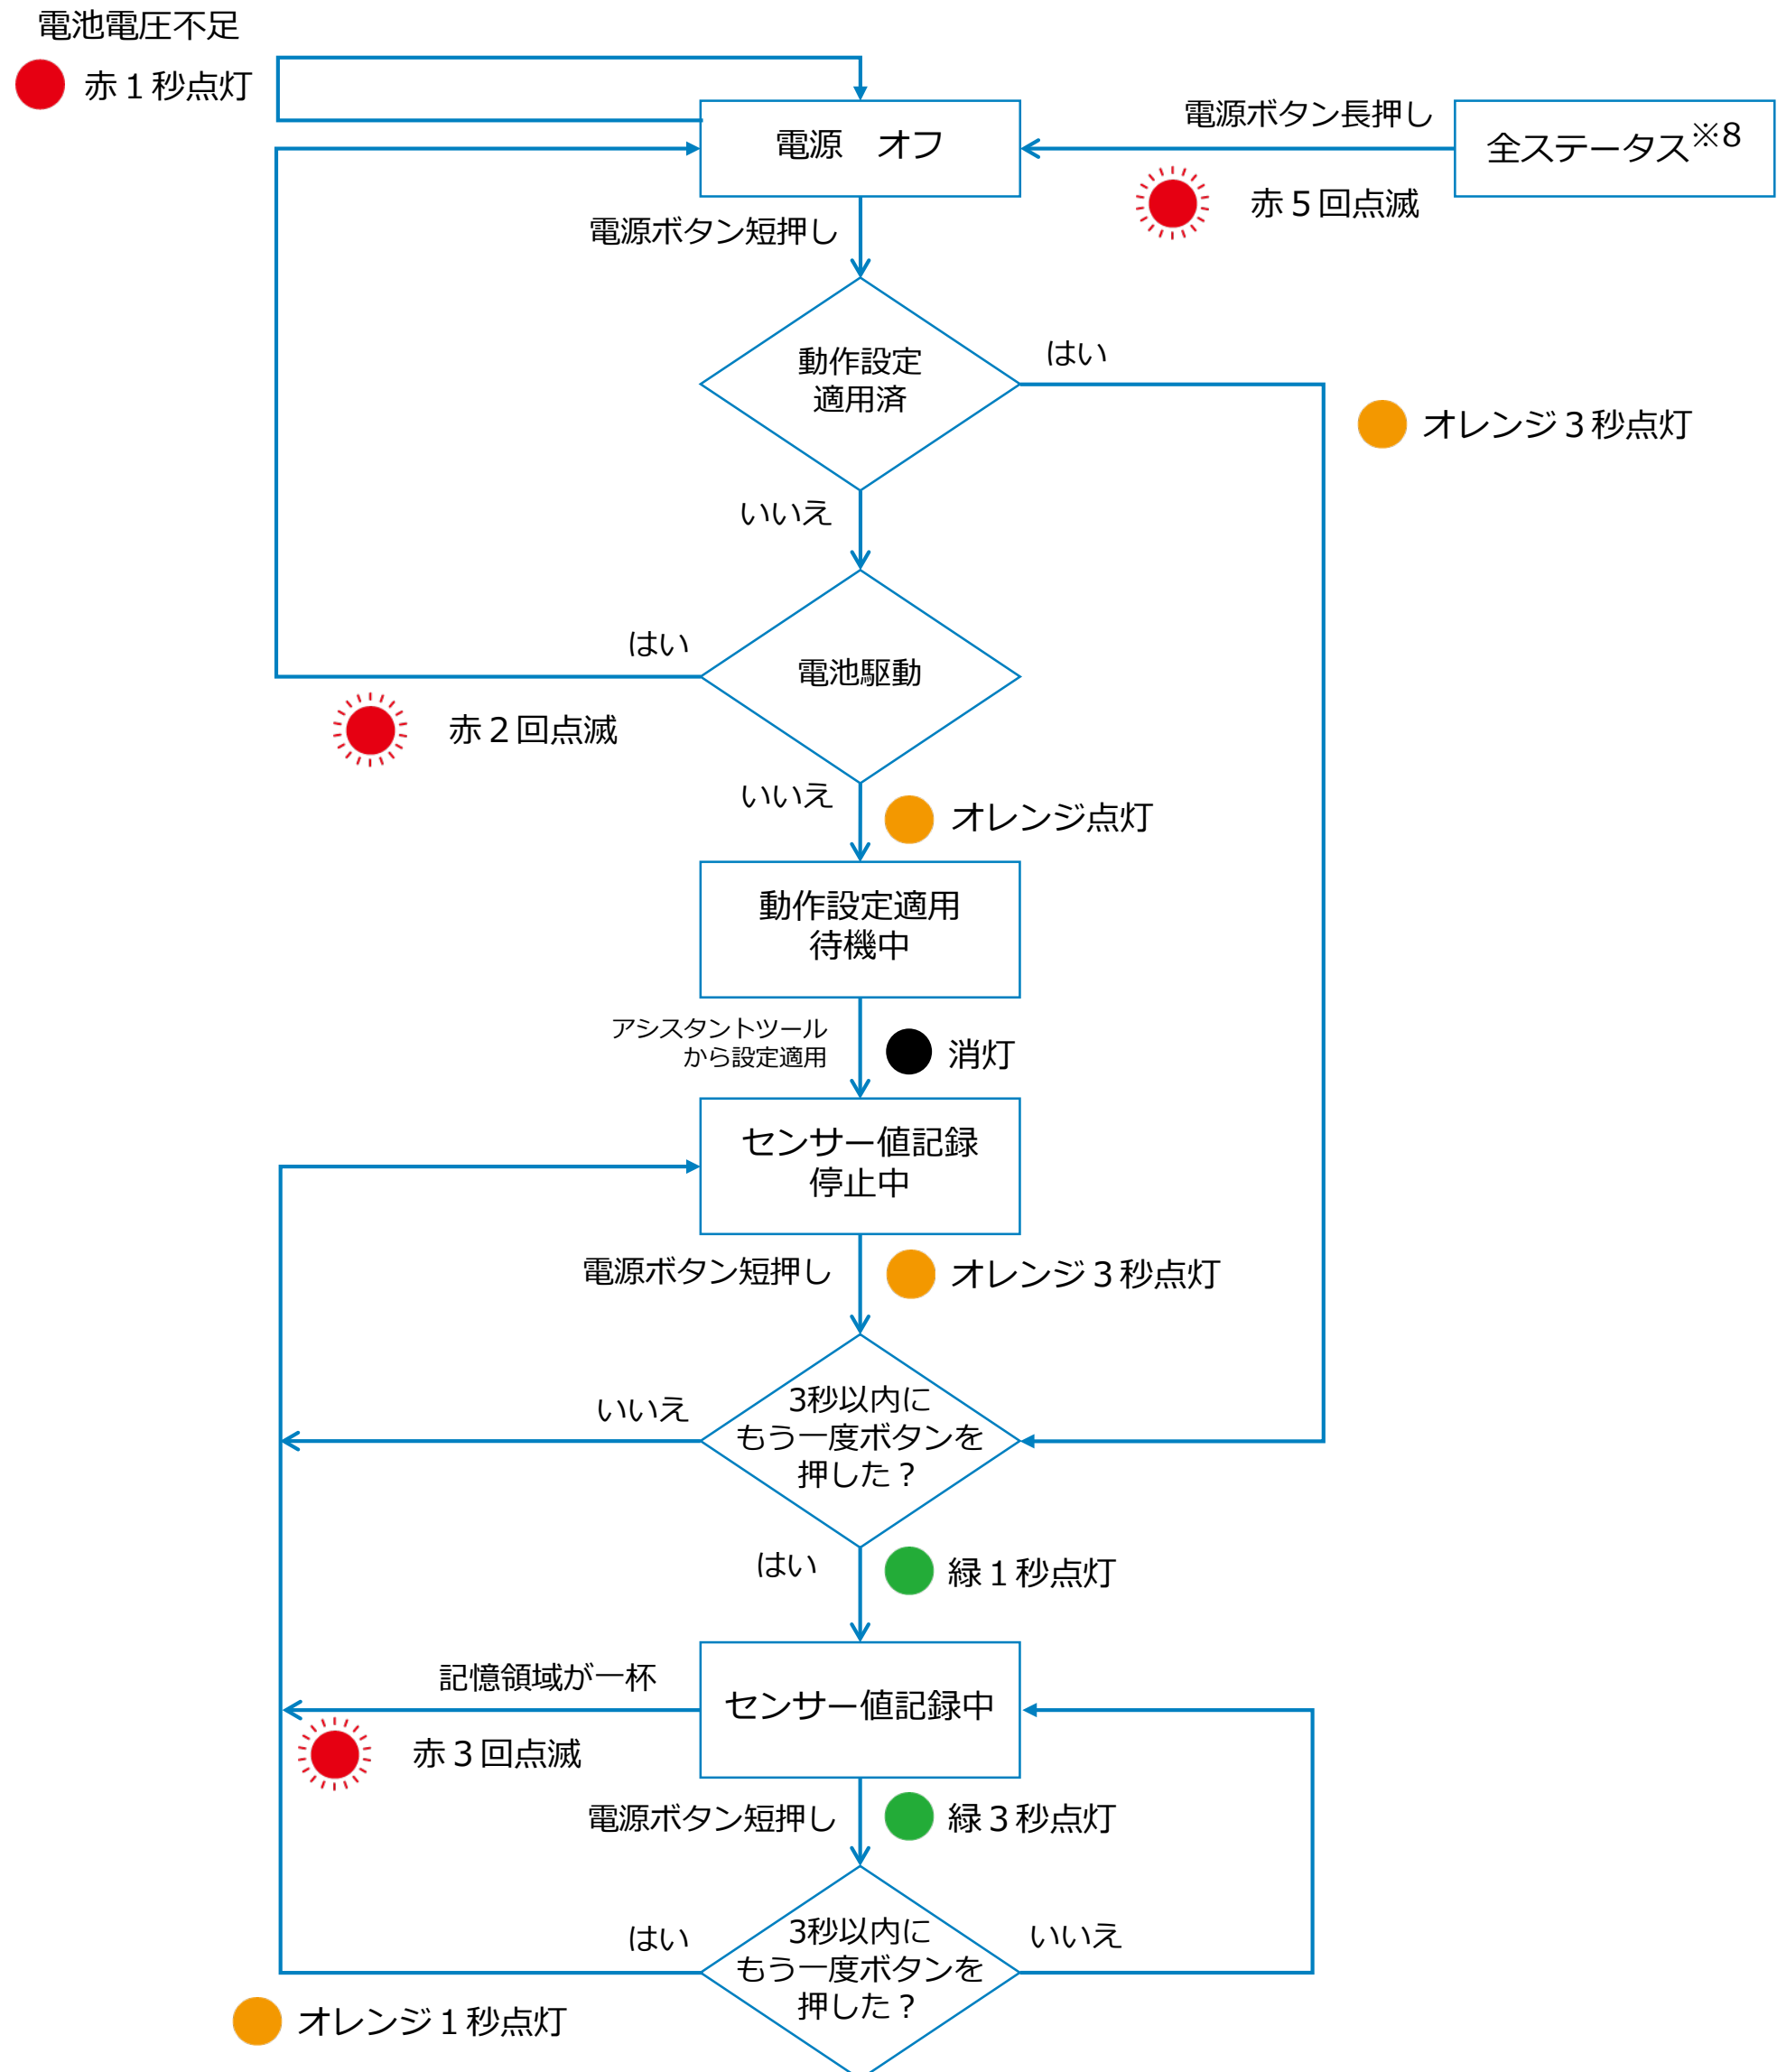 電池電圧不足
赤１秒点灯
電源　オフ
電源ボタン長押し
全ステータス※8
赤５回点滅
電源ボタン短押し
動作設定
適用済
はい
オレンジ３秒点灯
いいえ
はい
電池駆動
赤２回点滅
いいえ
オレンジ点灯
動作設定適用
待機中
アシスタントツール
から設定適用
消灯
センサー値記録
停止中
電源ボタン短押し
オレンジ３秒点灯
いいえ
3秒以内に
もう一度ボタンを
押した？
はい
緑１秒点灯
記憶領域が一杯
センサー値記録中
赤３回点滅
電源ボタン短押し
緑３秒点灯
はい
3秒以内に
もう一度ボタンを
押した？
いいえ
オレンジ１秒点灯